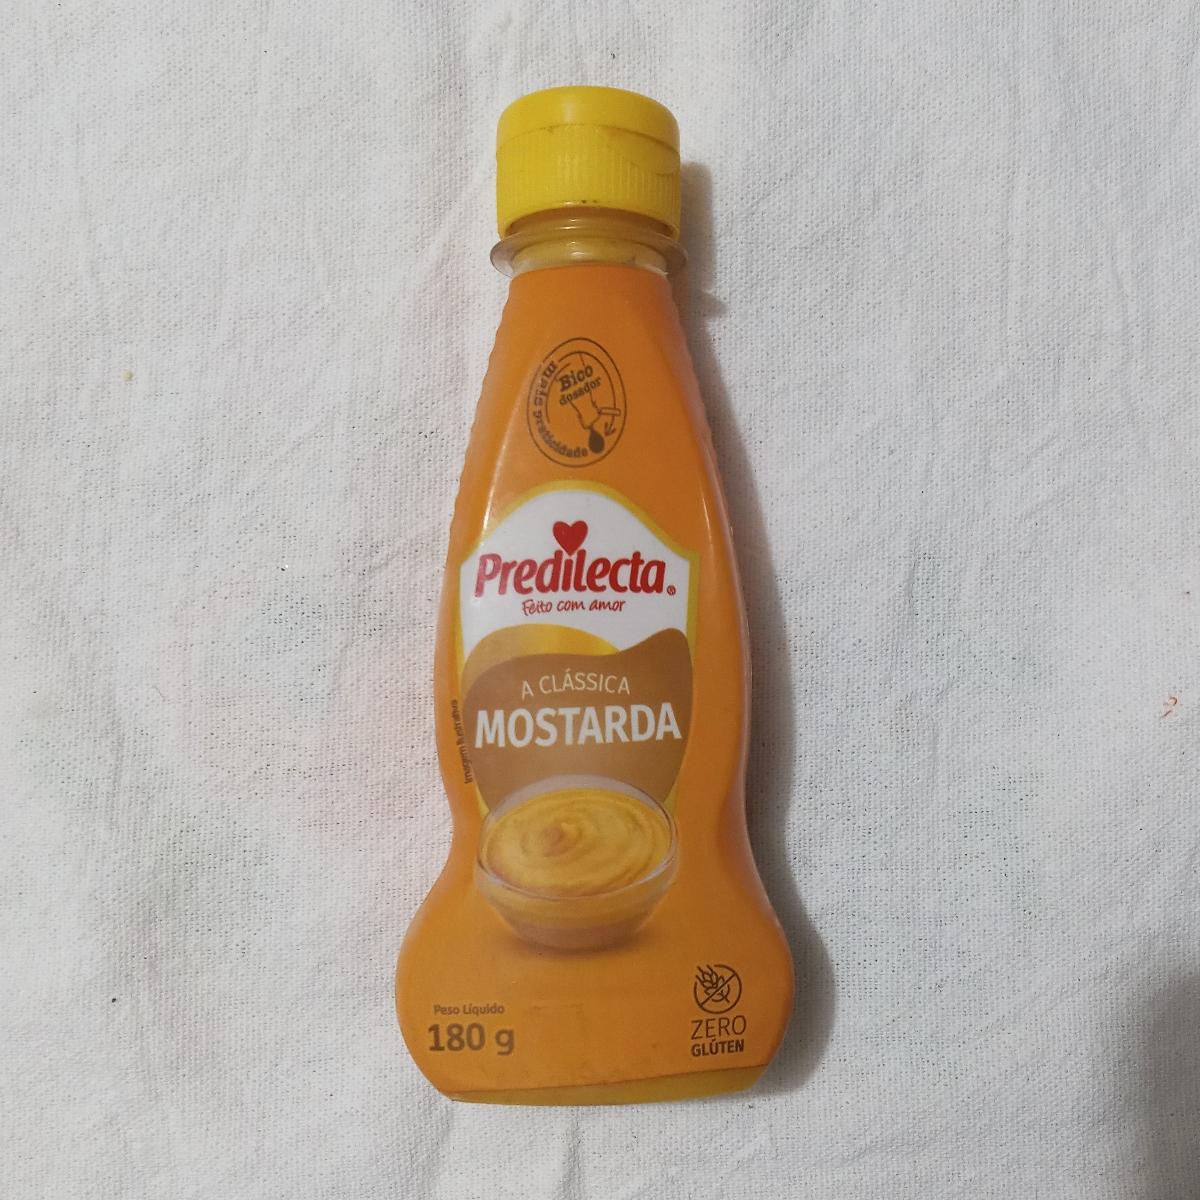 Bico
dosador
mais praticidade
Predilecta®
Feito com amor
A CLÁSSICA
MOSTARDA
Imagem Ilustrativa
Peso Líquido
180 g
ZERO
GLÚTEN